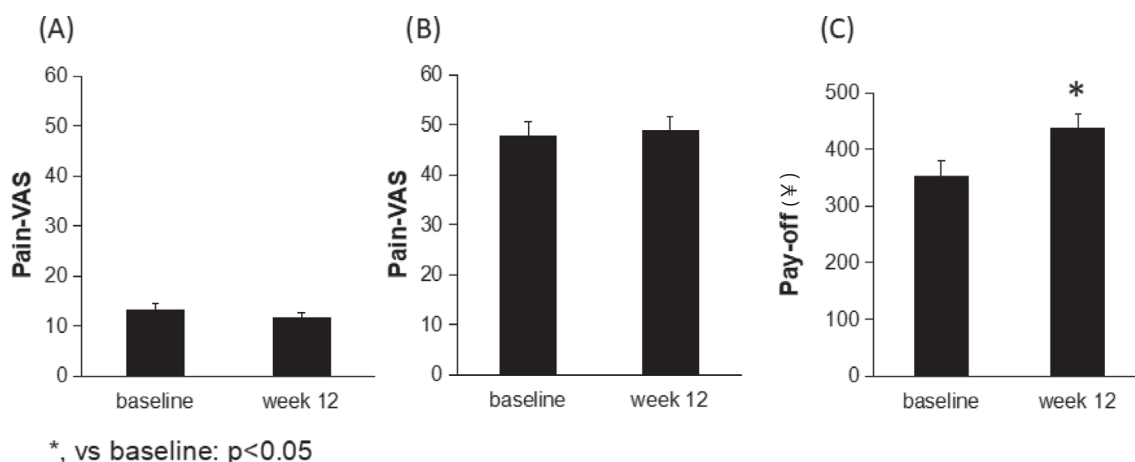 (A)
60
50
40
30
20
10
0
Pain-VAS
baseline week 12
(B)
60
50
40
30
20
10
0
Pain-VAS
baseline week 12
(C)
500
400
300
200
100
0
Pay-off (¥)
*
baseline week 12
*, vs baseline: p<0.05